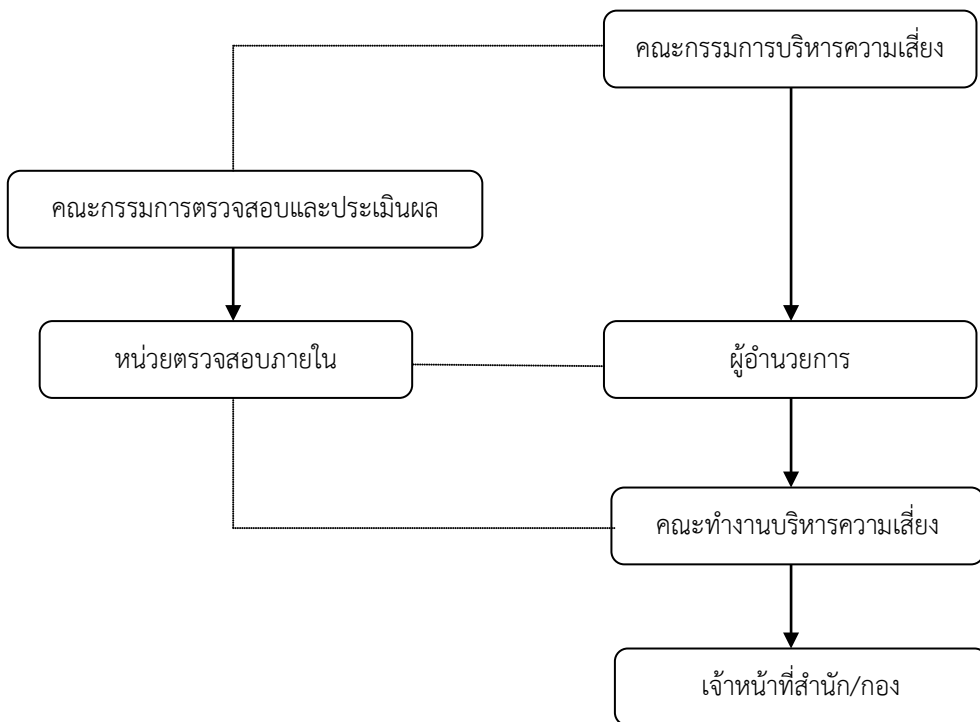 คณะกรรมการบริหารความเสี่ยง
คณะกรรมการตรวจสอบและประเมินผล
หน่วยตรวจสอบภายใน
ผู้อำนวยการ
คณะทำงานบริหารความเสี่ยง
เจ้าหน้าที่สำนัก/กอง